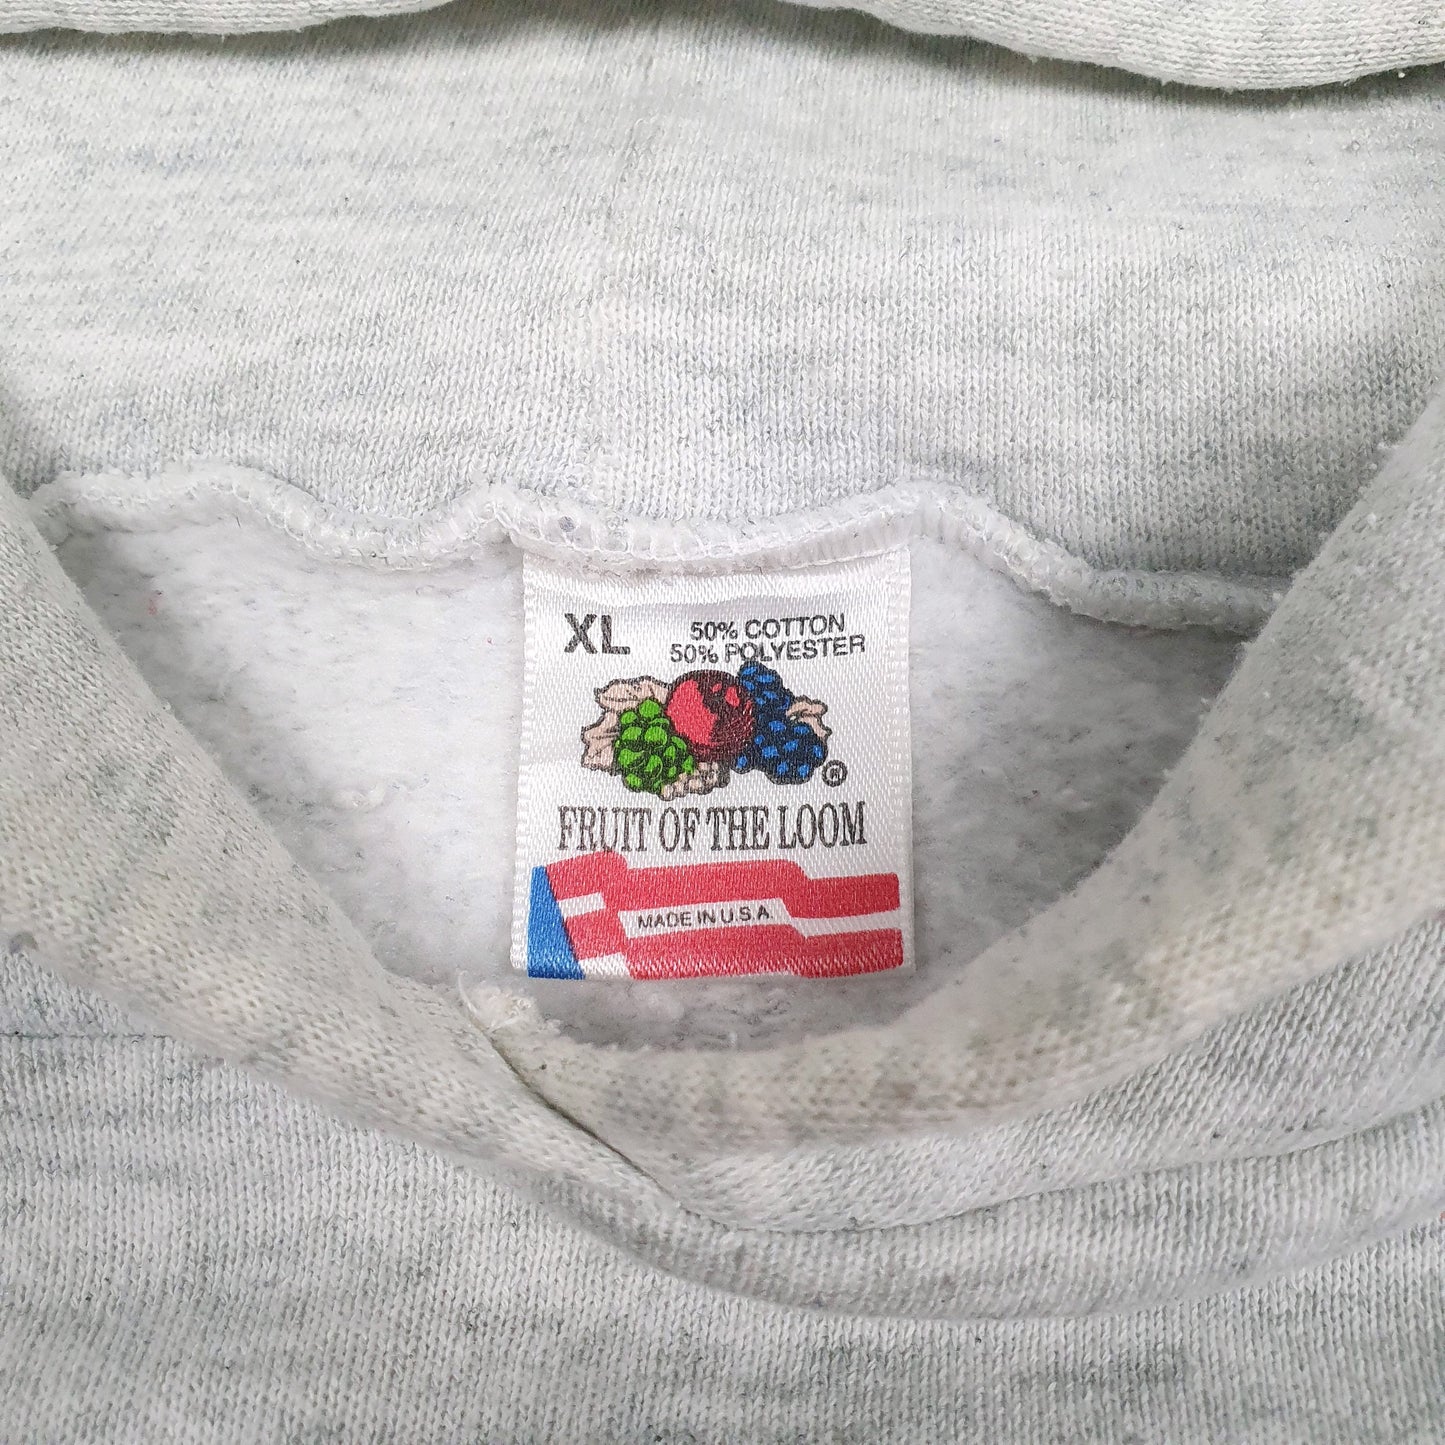 XL
50% COTTON
50% POLYESTER
®
FRUIT OF THE LOOM
MADE IN U.S.A.